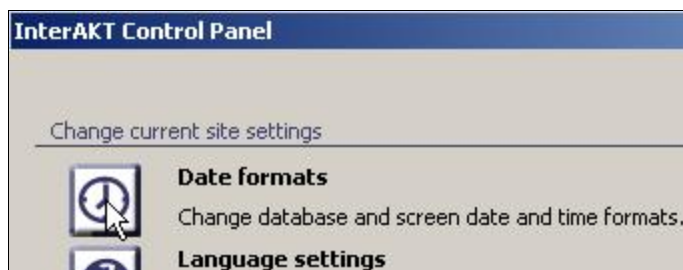 InterAKT Control Panel
Change current site settings
Date formats
Change database and screen date and time formats.
Language settings